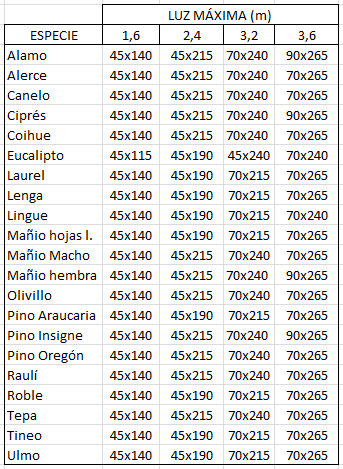 LUZ MÁXIMA (m)
ESPECIE 1,6 2,4 3,2 3,6
Alamo 45x140 45x215 70x240 90x265
Alerce 45x140 45x215 70x240 70x265
Canelo 45x140 45x215 70x240 70x265
Ciprés 45x140 45x215 70x240 90x265
Coihue 45x140 45x215 70x240 70x265
Eucalipto 45x115 45x190 45x240 70x240
Laurel 45x140 45x190 70x215 70x265
Lenga 45x140 45x190 70x215 70x265
Lingue 45x140 45x190 70x215 70x240
Mañio hojas l. 45x140 45x190 70x215 70x265
Mañio Macho 45x140 45x215 70x240 70x265
Mañio hembra 45x140 45x215 70x240 90x265
Olivillo 45x140 45x215 70x240 70x265
Pino Araucaria 45x140 45x190 70x215 70x265
Pino Insigne 45x140 45x215 70x240 90x265
Pino Oregón 45x140 45x215 70x240 70x265
Raulí 45x140 45x215 70x240 70x265
Roble 45x140 45x190 70x215 70x265
Tepa 45x140 45x215 70x240 70x265
Tineo 45x140 45x190 70x215 70x265
Ulmo 45x140 45x190 70x215 70x265